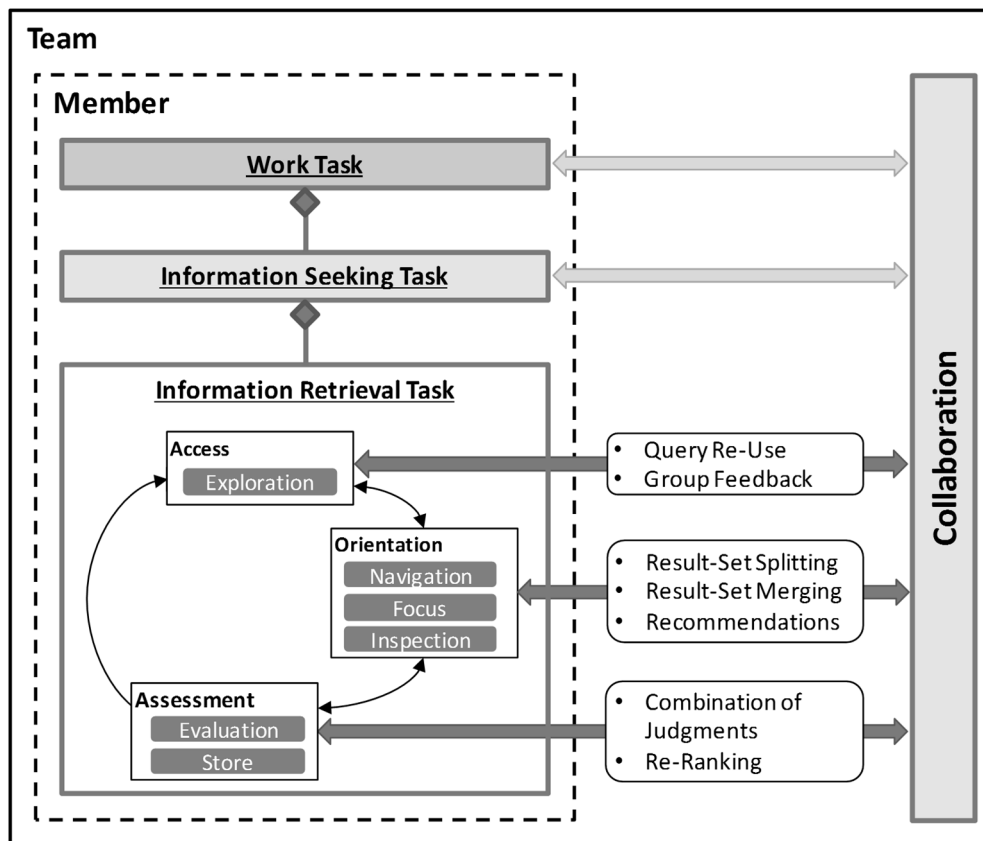 Team
Member
Work Task
Information Seeking Task
Information Retrieval Task
Access
Exploration
• Query Re-Use
• Group Feedback
Orientation
Navigation
Focus
Inspection
• Result-Set Splitting
• Result-Set Merging
• Recommendations
Assessment
Evaluation
Store
• Combination of
Judgments
• Re-Ranking
Collaboration